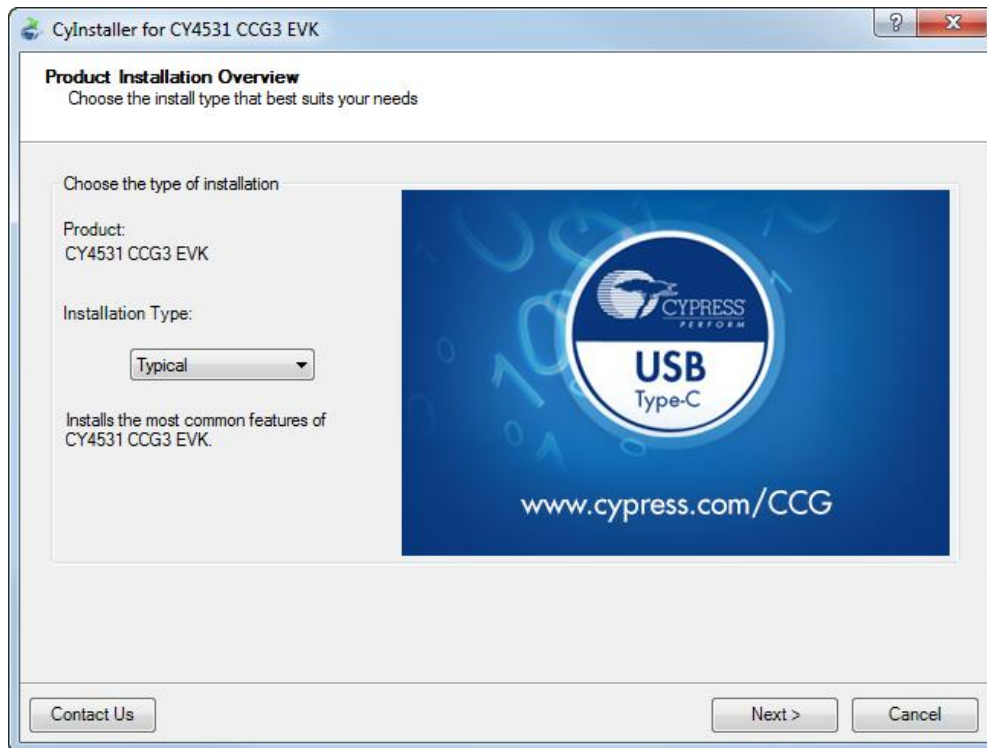 CyInstaller for CY4531 CCG3 EVK
Product Installation Overview
Choose the install type that best suits your needs
Choose the type of installation
Product:
CY4531 CCG3 EVK
Installation Type:
Typical
Installs the most common features of
CY4531 CCG3 EVK.
CYPRESS
PERFORM
USB
Type-C
www.cypress.com/CCG
Contact Us
Next >
Cancel